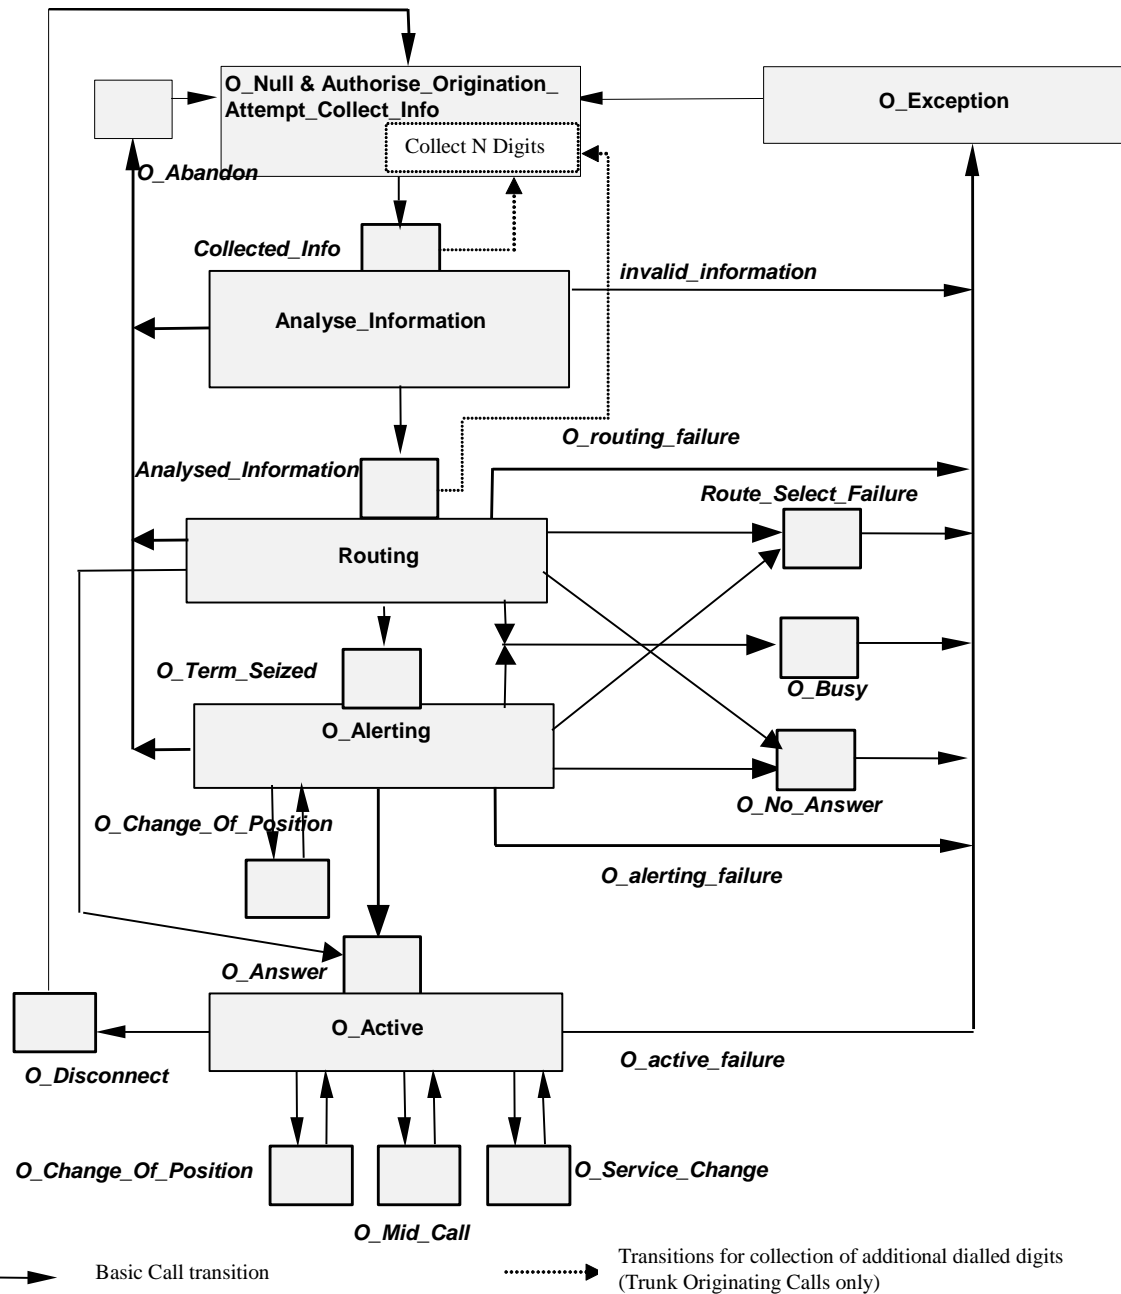 O_Null & Authorise_Origination_
Attempt_Collect_Info
O_Exception
Collect N Digits
O_Abandon
Collected_Info
invalid_information
Analyse_Information
O_routing_failure
Analysed_Information
Route_Select_Failure
Routing
O_Term_Seized
O_Busy
O_Alerting
O_No_Answer
O_Change_Of_Position
O_alerting_failure
O_Answer
O_Active
O_active_failure
O_Disconnect
O_Change_Of_Position
O_Service_Change
O_Mid_Call
Basic Call transition
Transitions for collection of additional dialled digits
(Trunk Originating Calls only)